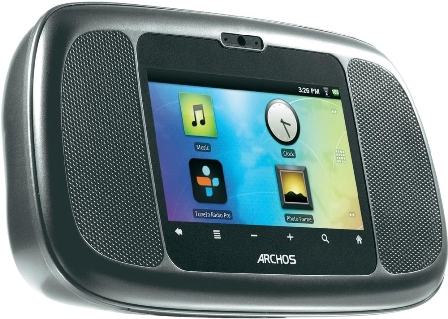 3:26 PM
Music
Clock
TuneIn Radio Pro
Photo Frame
ARCHOS